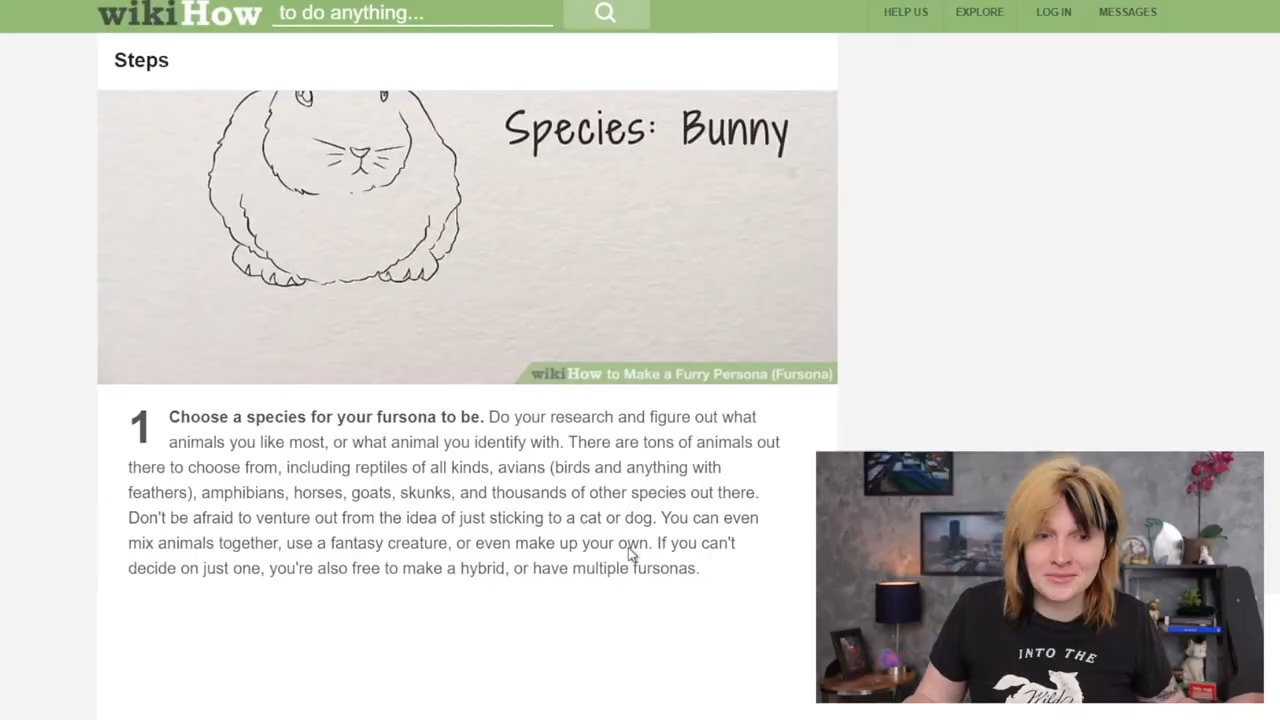 wikiHow to do anything...
HELP US EXPLORE LOG IN MESSAGES
Steps
Species: Bunny
wikiHow to Make a Furry Persona (Fursona)
1 Choose a species for your fursona to be. Do your research and figure out what
animals you like most, or what animal you identify with. There are tons of animals out
there to choose from, including reptiles of all kinds, avians (birds and anything with
feathers), amphibians, horses, goats, skunks, and thousands of other species out there.
Don't be afraid to venture out from the idea of just sticking to a cat or dog. You can even
mix animals together, use a fantasy creature, or even make up your own. If you can't
decide on just one, you're also free to make a hybrid, or have multiple fursonas.
INTO THE
Wild